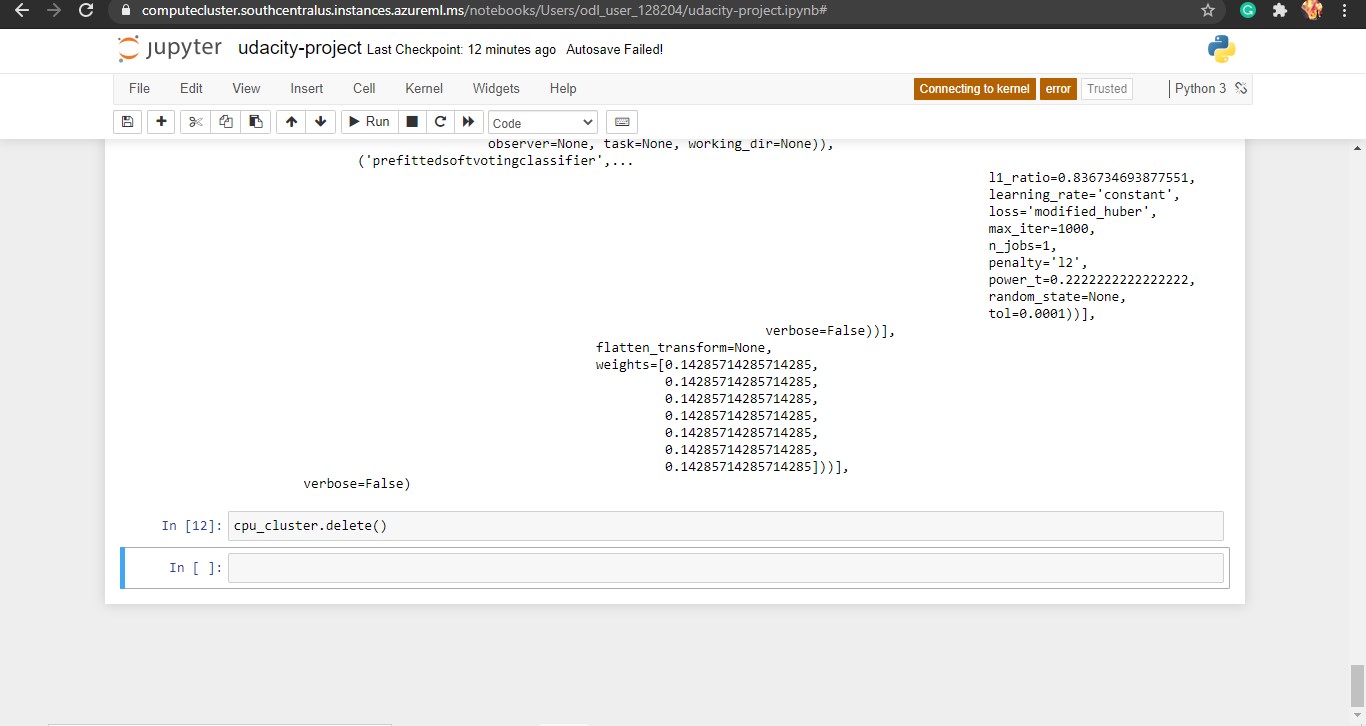 computecluster.southcentralus.instances.azureml.ms/notebooks/Users/odl_user_128204/udacity-project.ipynb#
jupyter udacity-project Last Checkpoint: 12 minutes ago Autosave Failed!
File Edit View Insert Cell Kernel Widgets Help Connecting to kernel error Trusted Python 3
Run Code
observer=None, task=None, working_dir=None)),
('prefittedsoftvotingclassifier',...
l1_ratio=0.836734693877551,
learning_rate='constant',
loss='modified_huber',
max_iter=1000,
n_jobs=1,
penalty='l2',
power_t=0.2222222222222222,
random_state=None,
tol=0.0001))],
verbose=False))],
flatten_transform=None,
weights=[0.14285714285714285,
0.14285714285714285,
0.14285714285714285,
0.14285714285714285,
0.14285714285714285,
0.14285714285714285,
0.14285714285714285]))],
verbose=False)
In [12]: cpu_cluster.delete()
In [ ]: